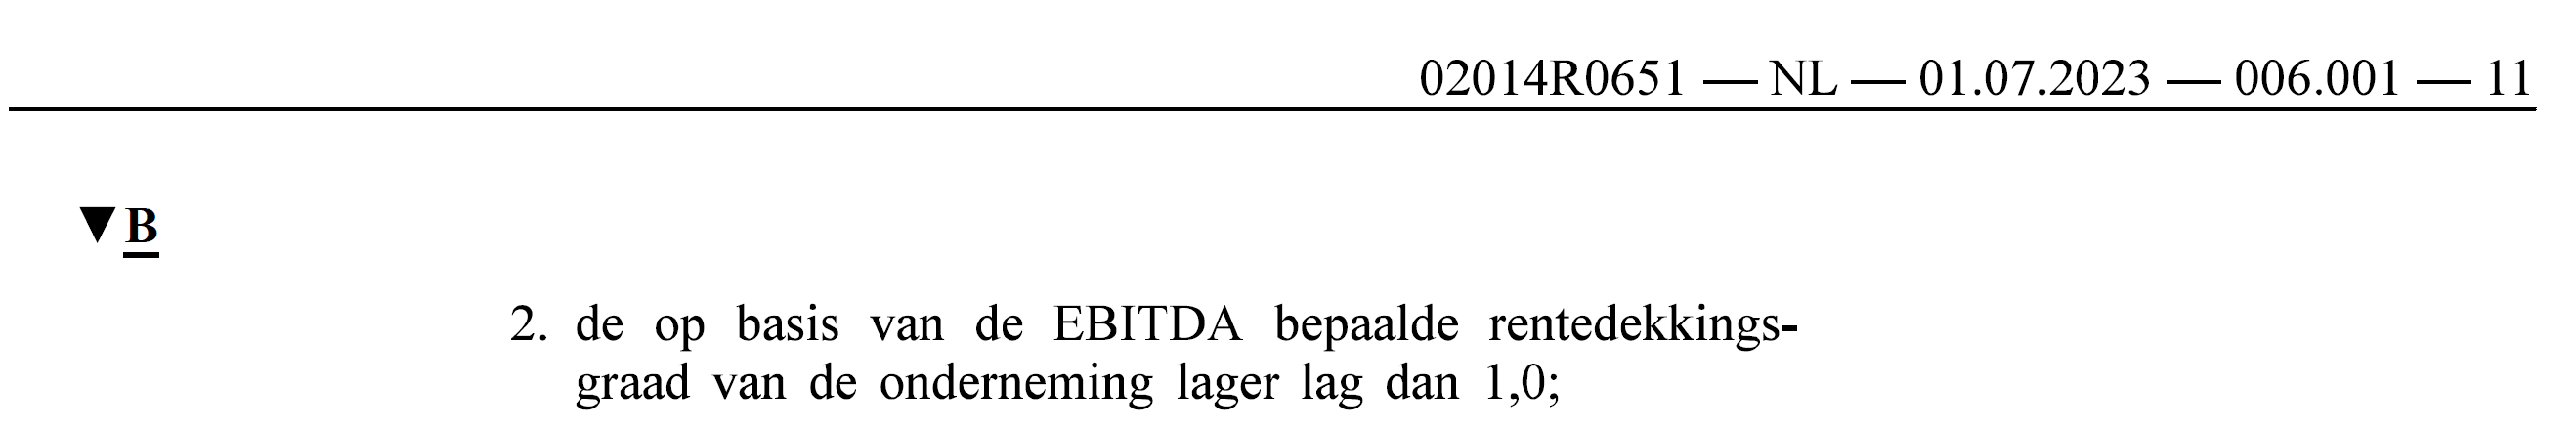 02014R0651 — NL — 01.07.2023 — 006.001 — 11
▼B
2. de op basis van de EBITDA bepaalde rentedekkings-
graad van de onderneming lager lag dan 1,0;